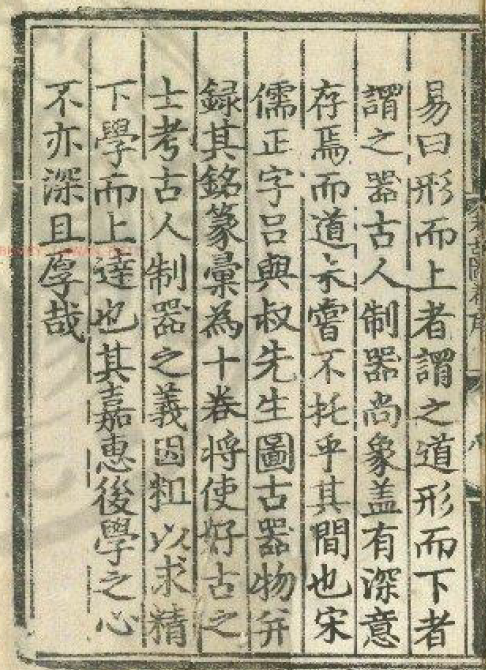 易曰形而上者謂之道形而下者
謂之器古人制器尚象盖有深意
存焉而道未嘗不托乎其間也宋
儒正字吕與叔先生圖古器物并
録其銘篆彙為十卷將使好古之
士考古人制器之義因粗以求精
下學而上達也其嘉惠後學之心
不亦深且厚哉